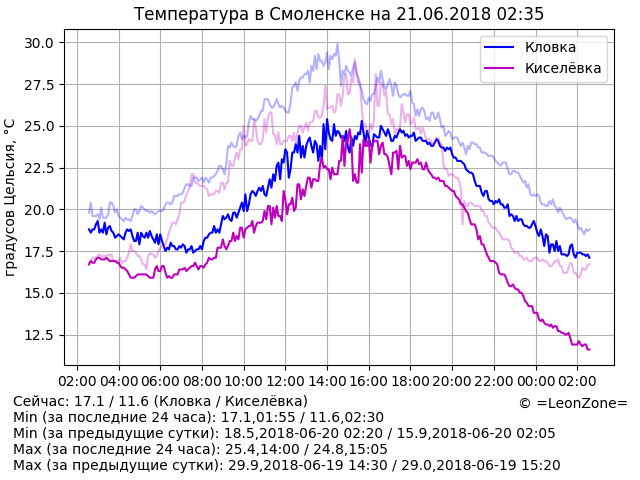 Температура в Смоленске на 21.06.2018 02:35
градусов Цельсия, °C
30.0
27.5
25.0
22.5
20.0
17.5
15.0
12.5
Кловка
Киселёвка
02:00 04:00 06:00 08:00 10:00 12:00 14:00 16:00 18:00 20:00 22:00 00:00 02:00
© =LeonZone=
Сейчас: 17.1 / 11.6 (Кловка / Киселёвка)
Min (за последние 24 часа): 17.1,01:55 / 11.6,02:30
Min (за предыдущие сутки): 18.5,2018-06-20 02:20 / 15.9,2018-06-20 02:05
Max (за последние 24 часа): 25.4,14:00 / 24.8,15:05
Max (за предыдущие сутки): 29.9,2018-06-19 14:30 / 29.0,2018-06-19 15:20